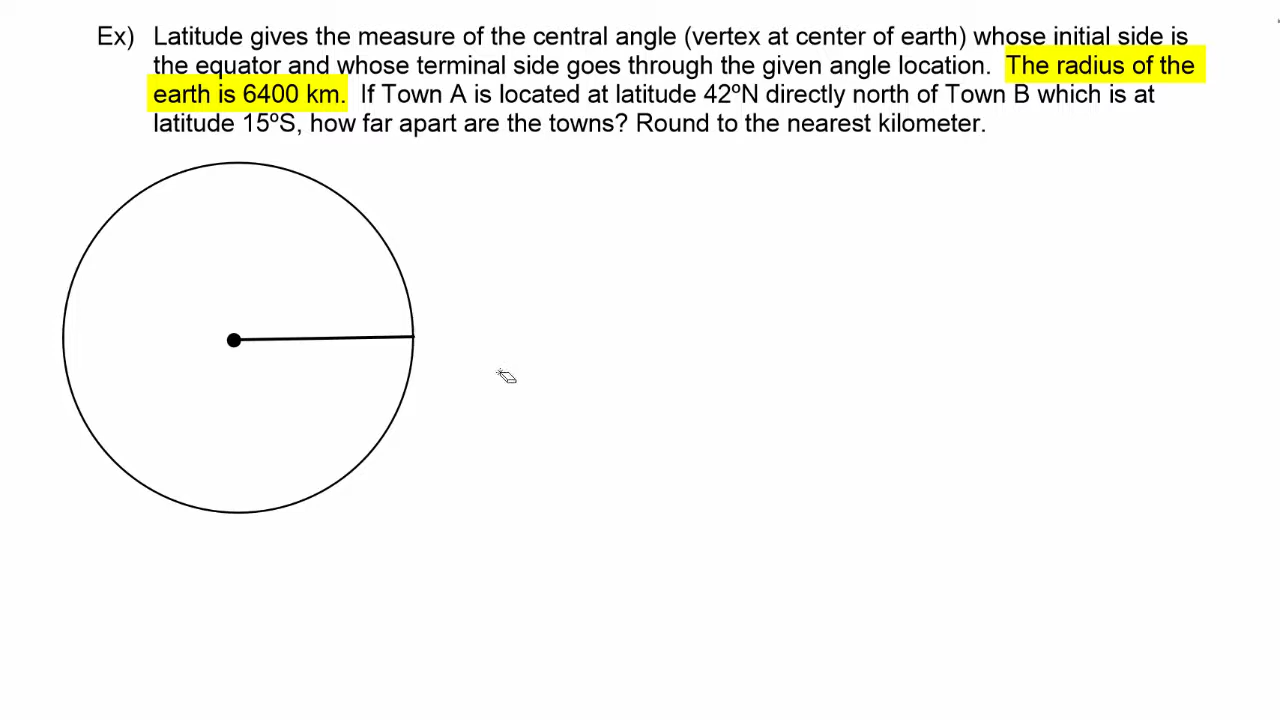 Ex) Latitude gives the measure of the central angle (vertex at center of earth) whose initial side is
the equator and whose terminal side goes through the given angle location. The radius of the
earth is 6400 km. If Town A is located at latitude 42ºN directly north of Town B which is at
latitude 15ºS, how far apart are the towns? Round to the nearest kilometer.